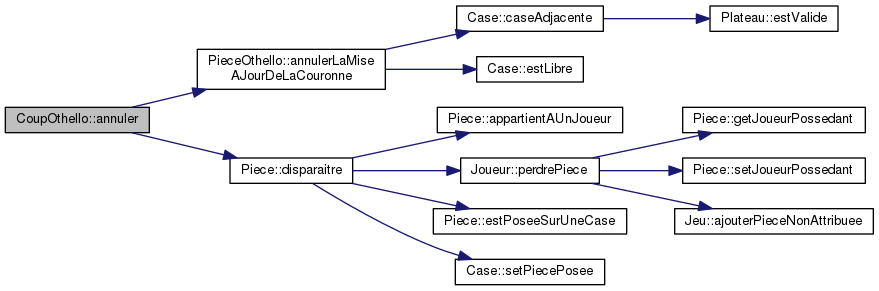 CoupOthello::annuler
PieceOthello::annulerLaMise
AJourDeLaCouronne
Case::caseAdjacente
Plateau::estValide
Case::estLibre
Piece::disparaitre
Piece::appartientAUnJoueur
Joueur::perdrePiece
Piece::getJoueurPossedant
Piece::setJoueurPossedant
Jeu::ajouterPieceNonAttribuee
Piece::estPoseeSurUneCase
Case::setPiecePosee